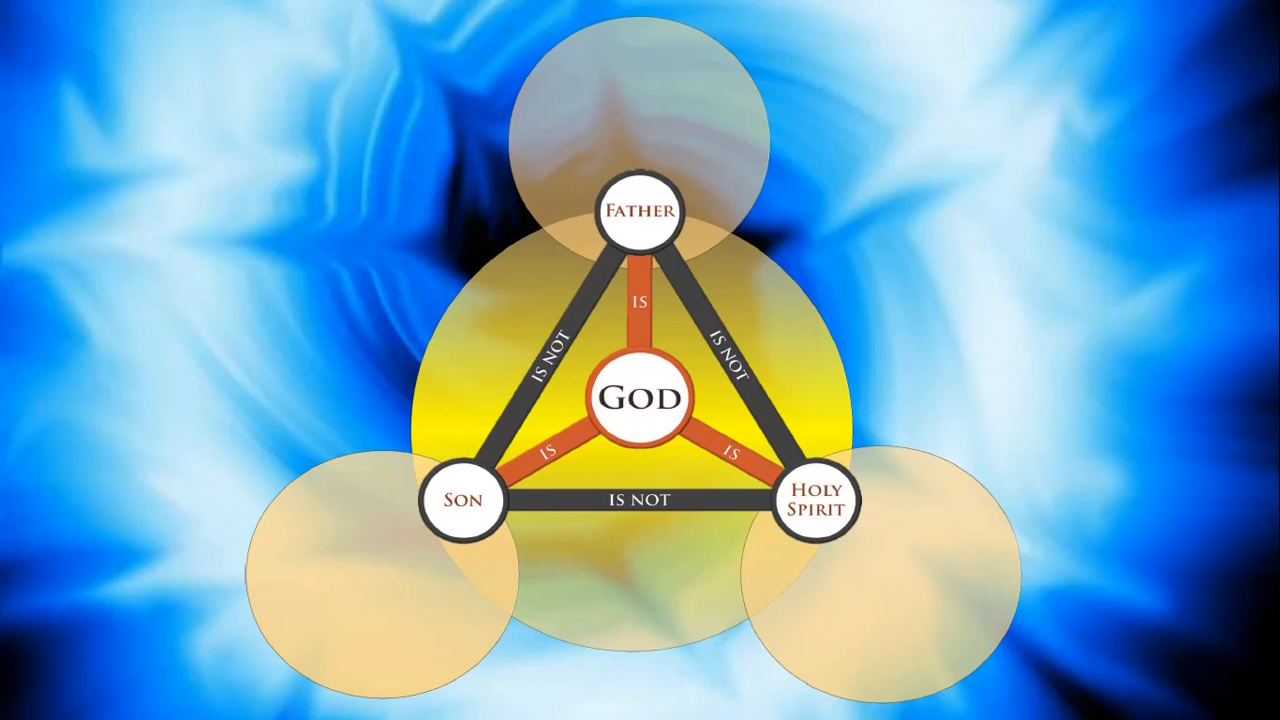 FATHER
IS
IS NOT
IS NOT
GOD
IS
IS
SON
IS NOT
HOLY
SPIRIT